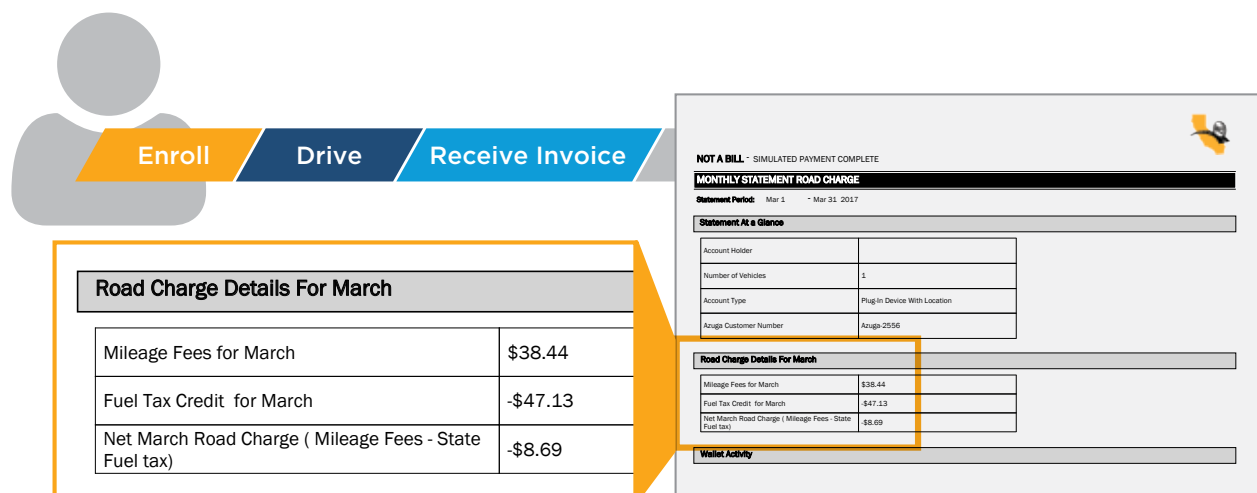 Enroll Drive Receive Invoice
Road Charge Details For March
Mileage Fees for March $38.44
Fuel Tax Credit for March -$47.13
Net March Road Charge ( Mileage Fees - State
Fuel tax) -$8.69
NOT A BILL - SIMULATED PAYMENT COMPLETE
MONTHLY STATEMENT ROAD CHARGE
Statement Period: Mar 1 - Mar 31 2017
Statement At a Glance
Account Holder
Number of Vehicles 1
Account Type Plug-In Device With Location
Azuga Customer Number Azuga-2556
Road Charge Details For March
Mileage Fees for March $38.44
Fuel Tax Credit for March -$47.13
Net March Road Charge ( Mileage Fees - State
Fuel tax) -$8.69
Wallet Activity